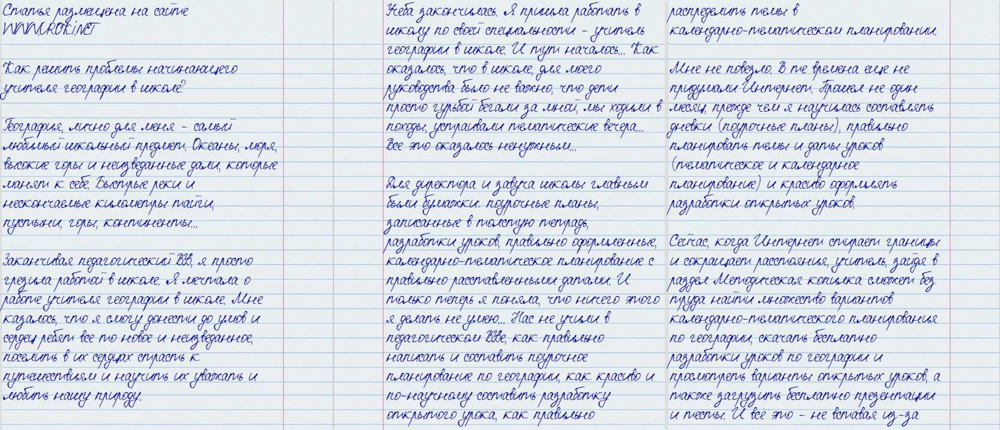 Статья размещена на сайте
WWW.UROKI.NET
Как решить проблемы начинающего
учителя географии в школе?
География, лично для меня – самый
любимый школьный предмет. Океаны, моря,
высокие горы и неизведанные дали, которые
манят к себе. Быстрые реки и
нескончаемые километры тайги,
пустыни, горы, континенты...
Заканчивая педагогический ВУЗ, я просто
грезила работой в школе. Я мечтала о
работе учителя географии в школе. Мне
казалось, что я смогу донести до умов и
сердец ребят все то новое и неизведанное,
поселить в их сердцах страсть к
путешествиям и научить их уважать и
любить нашу природу.
Учеба закончилась. Я пришла работать в
школу по своей специальности – учитель
географии в школе. И тут началось... Как
оказалось, что в школе, для моего
руководства было не важно, что дети
просто гурьбой бегали за мной, мы ходили в
походы, устраивали тематические вечера...
Все это оказалось ненужным...
Для директора и завуча школы главным
были бумажки: поурочные планы,
записанные в толстую тетрадь,
разработки уроков, правильно оформленные,
календарно-тематическое планирование с
правильно расставленными датами. И
только теперь я поняла, что ничего этого
я делать не умею... Нас не учили в
педагогическом ВУЗе, как правильно
написать и составить поурочное
планирование по географии, как красиво и
по-научному составить разработку
открытого урока, как правильно
распределить темы в
календарно-тематическом планировании.
Мне не повезло. В те времена еще не
придумали Интернет. Прошел не один
месяц, прежде чем я научилась составлять
дневки (поурочные планы), правильно
планировать темы и даты уроков
(тематическое и календарное
планирование) и красиво оформлять
разработки открытых уроков.
Сейчас, когда Интернет стирает границы
и сокращает расстояния, учитель, зайдя в
раздел Методическая копилка сможет без
труда найти множество вариантов
календарно-тематического планирования
по географии, скачать бесплатно
разработки уроков по географии и
просмотреть варианты открытых уроков, а
также загрузить бесплатно презентации
и тесты. И всё это – не вставая из-за